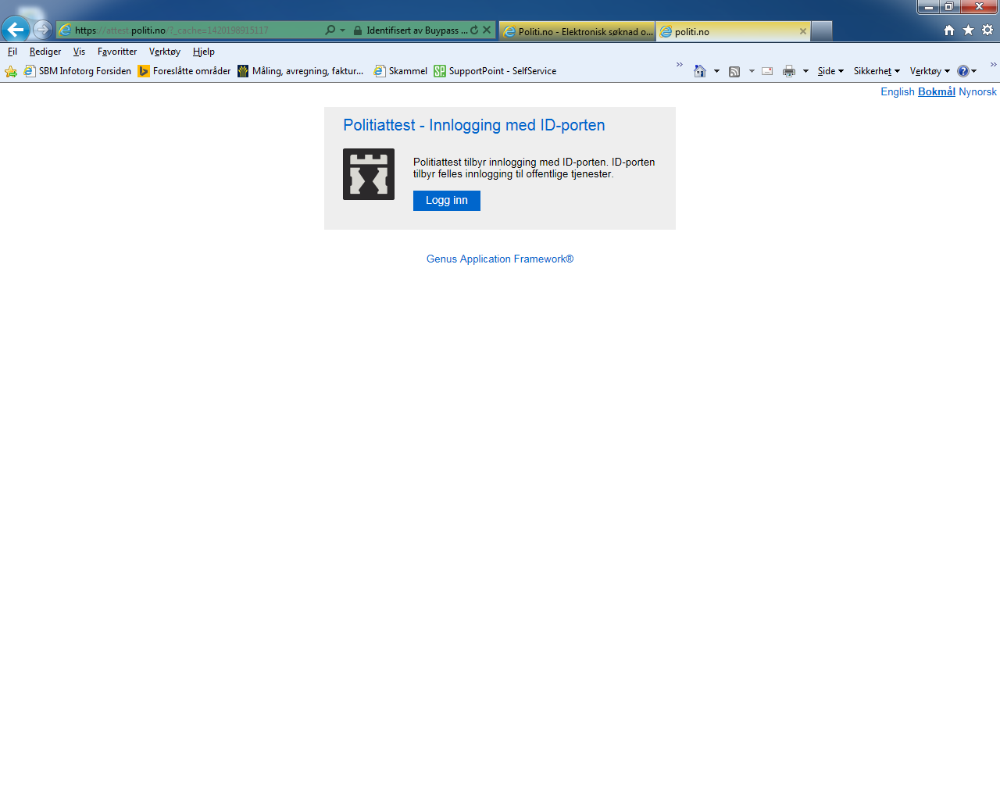 https://attest.politi.no/?_cache=1420198915117
Identifisert av Buypass ...
Politi.no - Elektronisk søknad o...
politi.no
Fil Rediger Vis Favoritter Verktøy Hjelp
SBM Infotorg Forsiden Foreslåtte områder Måling, avregning, faktur... Skammel SP SupportPoint - SelfService » Side Sikkerhet Verktøy ? »
English Bokmål Nynorsk
Politiattest - Innlogging med ID-porten
Politiattest tilbyr innlogging med ID-porten. ID-porten
tilbyr felles innlogging til offentlige tjenester.
Logg inn
Genus Application Framework®